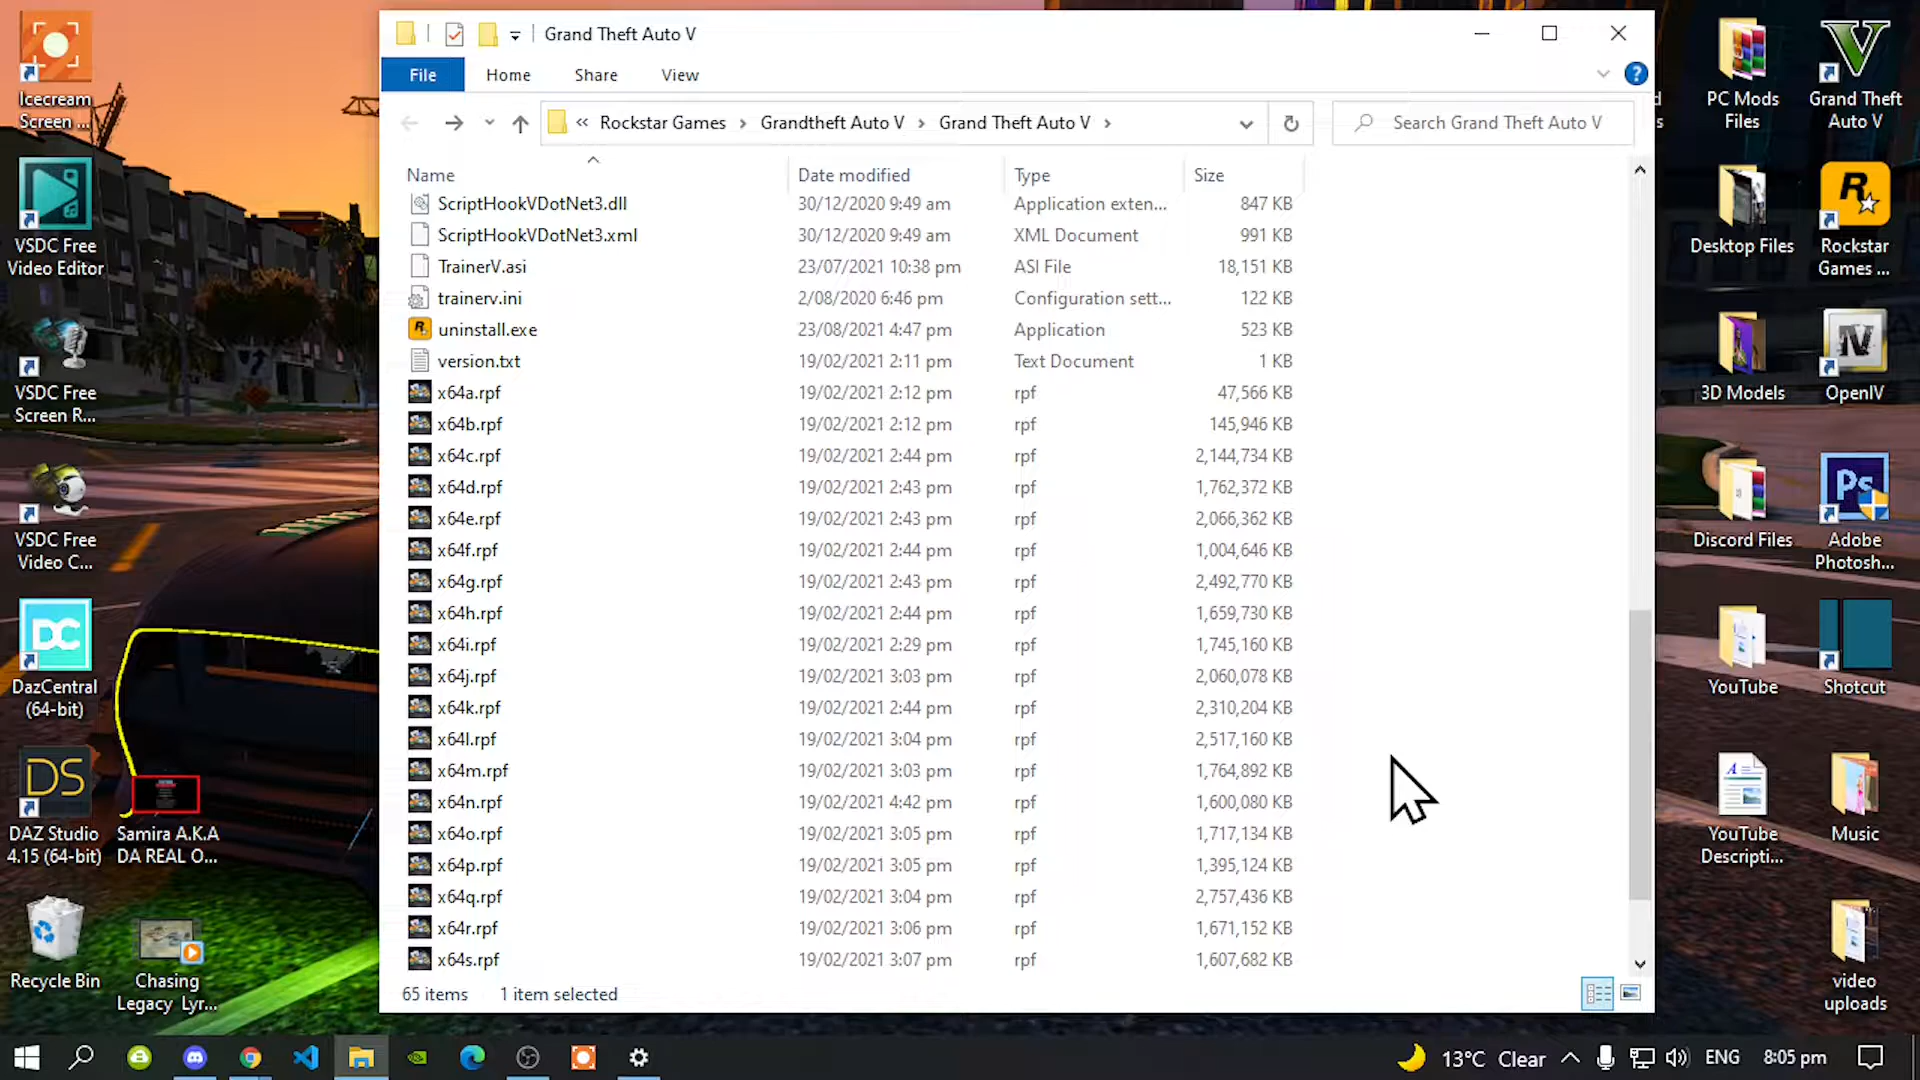 Grand Theft Auto V
File Home Share View
?
« Rockstar Games › Grandtheft Auto V › Grand Theft Auto V ›
Search Grand Theft Auto V
Name Date modified Type Size
ScriptHookVDotNet3.dll 30/12/2020 9:49 am Application exten... 847 KB
ScriptHookVDotNet3.xml 30/12/2020 9:49 am XML Document 991 KB
TrainerV.asi 23/07/2021 10:38 pm ASI File 18,151 KB
trainerv.ini 2/08/2020 6:46 pm Configuration sett... 122 KB
uninstall.exe 23/08/2021 4:47 pm Application 523 KB
version.txt 19/02/2021 2:11 pm Text Document 1 KB
x64a.rpf 19/02/2021 2:12 pm rpf 47,566 KB
x64b.rpf 19/02/2021 2:12 pm rpf 145,946 KB
x64c.rpf 19/02/2021 2:44 pm rpf 2,144,734 KB
x64d.rpf 19/02/2021 2:43 pm rpf 1,762,372 KB
x64e.rpf 19/02/2021 2:43 pm rpf 2,066,362 KB
x64f.rpf 19/02/2021 2:44 pm rpf 1,004,646 KB
x64g.rpf 19/02/2021 2:43 pm rpf 2,492,770 KB
x64h.rpf 19/02/2021 2:44 pm rpf 1,659,730 KB
x64i.rpf 19/02/2021 2:29 pm rpf 1,745,160 KB
x64j.rpf 19/02/2021 3:03 pm rpf 2,060,078 KB
x64k.rpf 19/02/2021 2:44 pm rpf 2,310,204 KB
x64l.rpf 19/02/2021 3:04 pm rpf 2,517,160 KB
x64m.rpf 19/02/2021 3:03 pm rpf 1,764,892 KB
x64n.rpf 19/02/2021 4:42 pm rpf 1,600,080 KB
x64o.rpf 19/02/2021 3:05 pm rpf 1,717,134 KB
x64p.rpf 19/02/2021 3:05 pm rpf 1,395,124 KB
x64q.rpf 19/02/2021 3:04 pm rpf 2,757,436 KB
x64r.rpf 19/02/2021 3:06 pm rpf 1,671,152 KB
x64s.rpf 19/02/2021 3:07 pm rpf 1,607,682 KB
65 items 1 item selected
Icecream
Screen ...
VSDC Free
Video Editor
VSDC Free
Screen R...
VSDC Free
Video C...
DC
DazCentral
(64-bit)
DS
DAZ Studio
4.15 (64-bit)
Samira A.K.A
DA REAL O...
Recycle Bin
Chasing
Legacy Lyr...
PC Mods
Files
V
Grand Theft
Auto V
Desktop Files
R
Rockstar
Games ...
3D Models
IV
OpenIV
Discord Files
Ps
Adobe
Photosh...
YouTube
Shotcut
YouTube
Descripti...
Music
video
uploads
13°C Clear
ENG
8:05 pm